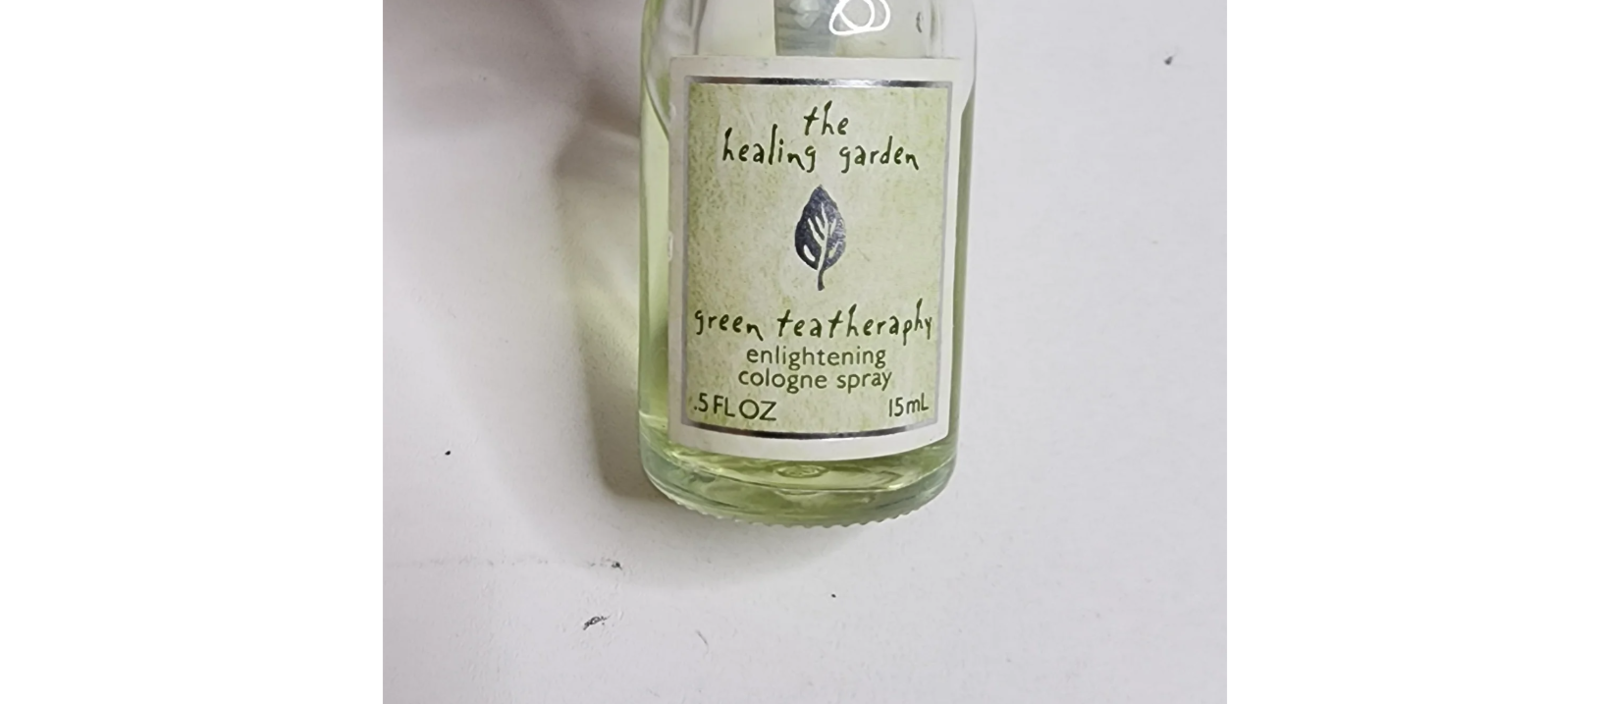 the
healing garden
green teatheraphy
enlightening
cologne spray
.5 FL OZ 15mL